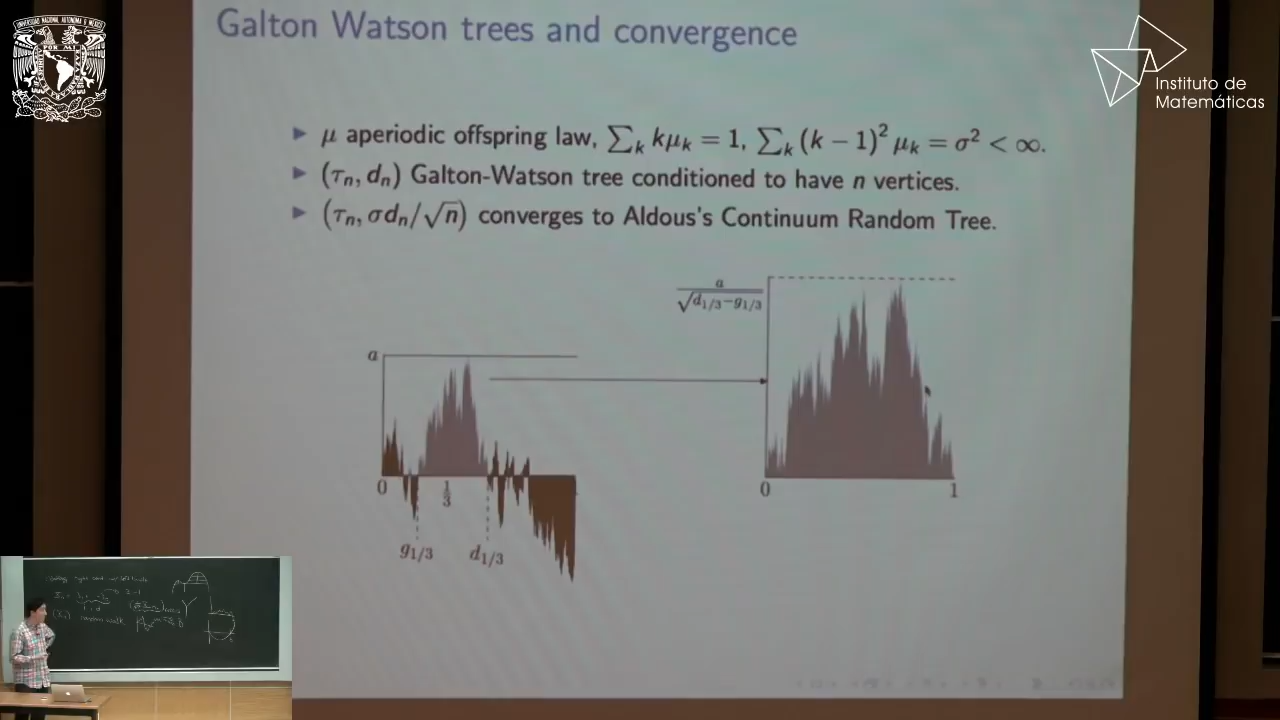 Galton Watson trees and convergence
Instituto de
Matemáticas
▶ μ aperiodic offspring law, ∑ₖ kμₖ = 1, ∑ₖ (k − 1)² μₖ = σ² < ∞.
▶ (τₙ, dₙ) Galton-Watson tree conditioned to have n vertices.
▶ (τₙ, σdₙ/√n) converges to Aldous's Continuum Random Tree.
a/√(d₁/₃−g₁/₃)
a
0 1/3
g₁/₃ d₁/₃
0 1